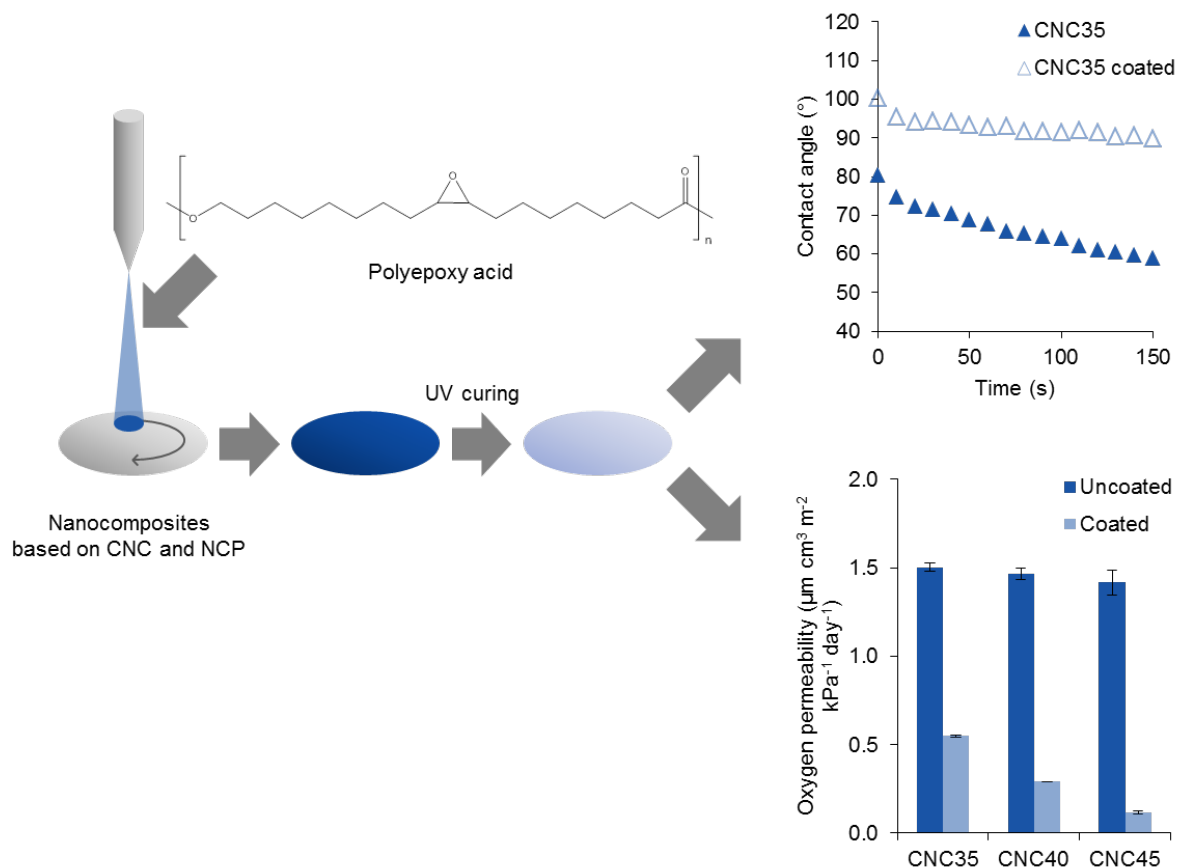 O
O
O
n
Polyepoxy acid
UV curing
Nanocomposites
based on CNC and NCP
CNC35
CNC35 coated
Contact angle (°)
120
110
100
90
80
70
60
50
40
0
50
100
150
Time (s)
Uncoated
Coated
Oxygen permeability (µm cm³ m⁻²
kPa⁻¹ day⁻¹)
2.0
1.5
1.0
0.5
0.0
CNC35
CNC40
CNC45